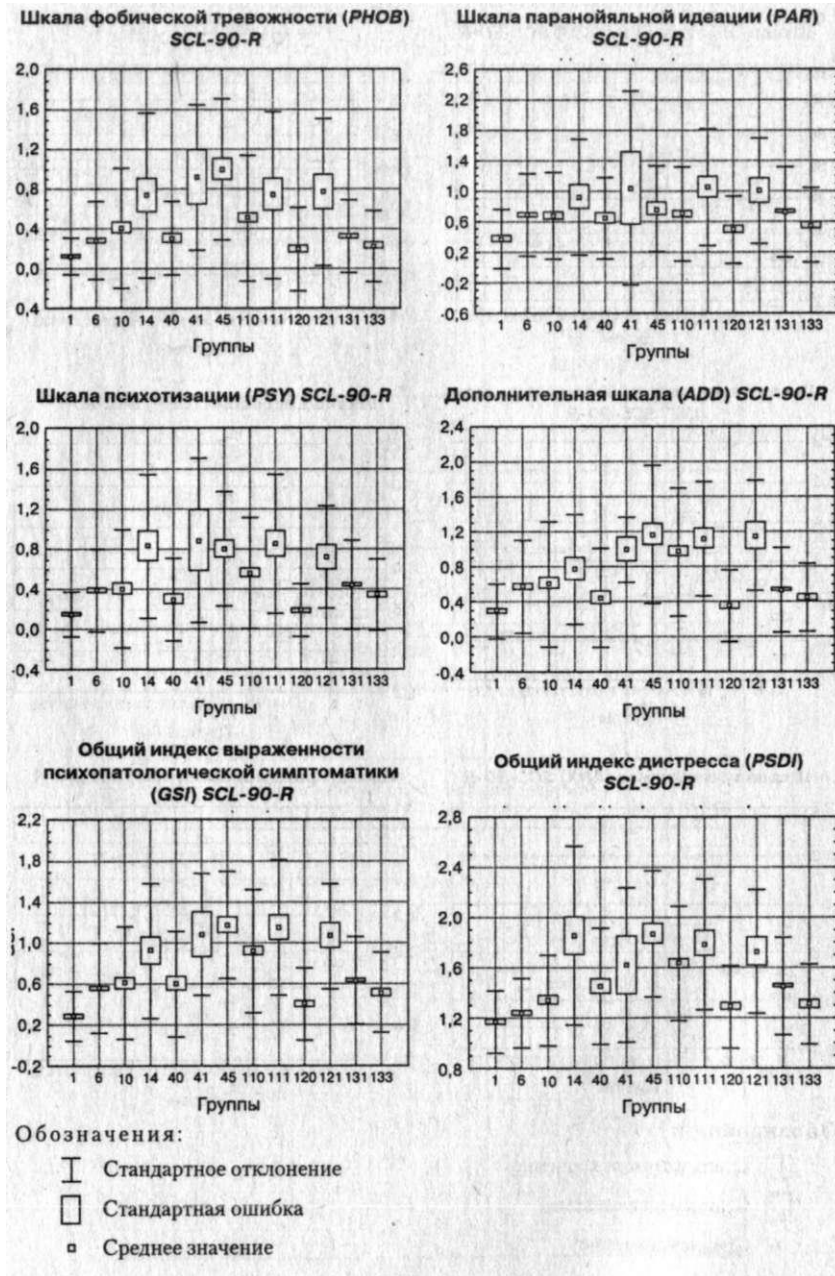 Шкала фобической тревожности (PHOB)
SCL-90-R
2,0
1,6
1,2
0,8
0,4
0,0
0,4
1 6 10 14 40 41 45 110 111 120 121 131 133
Группы
Шкала паранойяльной идеации (PAR)
SCL-90-R
2,6
2,2
1,8
1,4
1,0
0,6
0,2
-0,2
-0,6
1 6 10 14 40 41 45 110 111 120 121 131 133
Группы
Шкала психотизации (PSY) SCL-90-R
2,0
1,6
1,2
0,8
0,4
0,0
-0,4
1 6 10 14 40 41 45 110 111 120 121 131 133
Группы
Дополнительная шкала (ADD) SCL-90-R
2,4
2,0
1,6
1,2
0,8
0,4
0,0
-0,4
1 6 10 14 40 41 45 110 111 120 121 131 133
Группы
Общий индекс выраженности
психопатологической симптоматики
(GSI) SCL-90-R
2,2
1,8
1,4
1,0
0,6
0,2
-0,2
1 6 10 14 40 41 45 110 111 120 121 131 133
Группы
Общий индекс дистресса (PSDI)
SCL-90-R
2,8
2,4
2,0
1,6
1,2
0,8
1 6 10 14 40 41 45 110 111 120 121 131 133
Группы
Обозначения:
Стандартное отклонение
Стандартная ошибка
Среднее значение